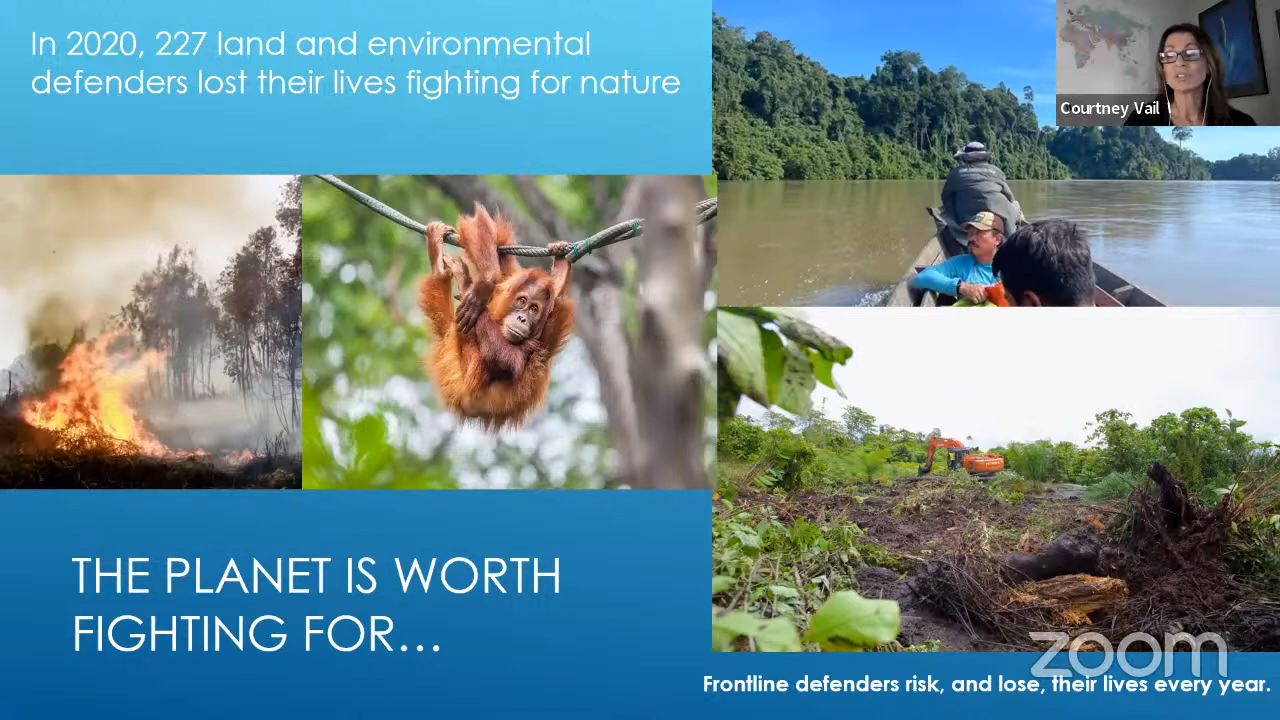 In 2020, 227 land and environmental
defenders lost their lives fighting for nature
Courtney Vail
THE PLANET IS WORTH
FIGHTING FOR...
zoom
Frontline defenders risk, and lose, their lives every year.